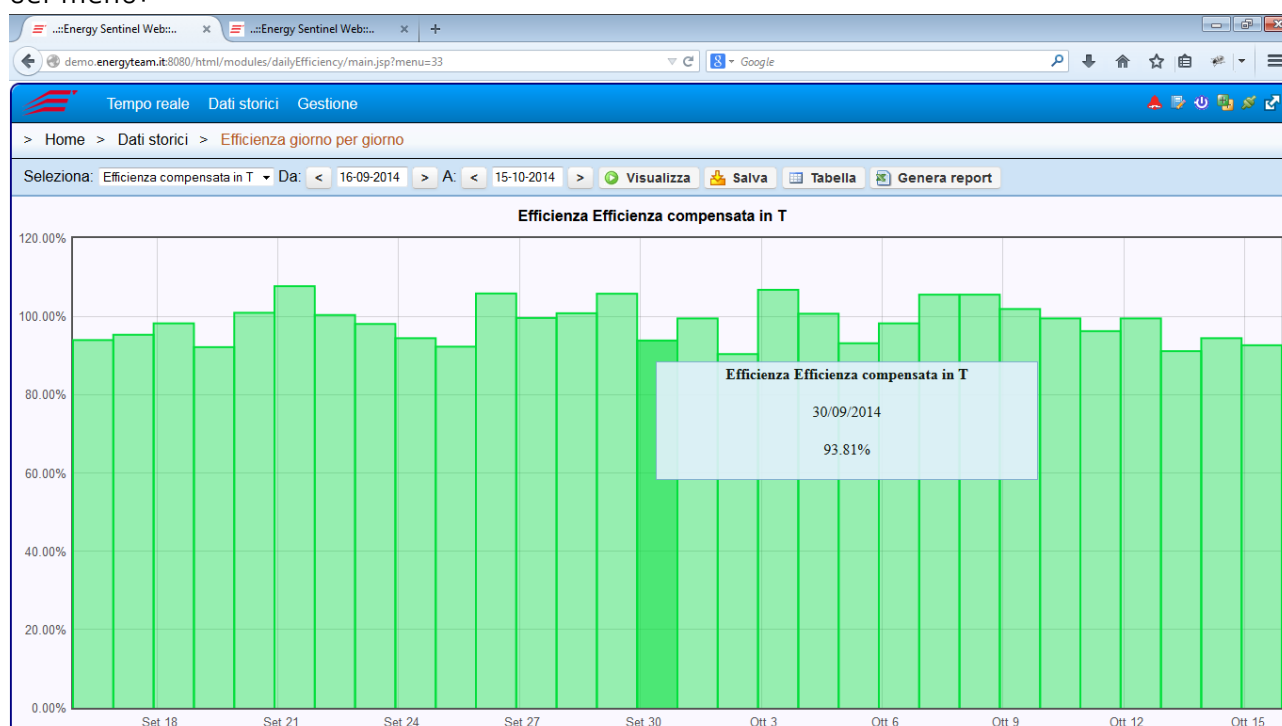 ..::Energy Sentinel Web::.. × ..::Energy Sentinel Web::.. × +
demo.energyteam.it:8080/html/modules/dailyEfficiency/main.jsp?menu=33 Google
Tempo reale Dati storici Gestione
> Home > Dati storici > Efficienza giorno per giorno
Seleziona: Efficienza compensata in T Da: < 16-09-2014 > A: < 15-10-2014 > Visualizza Salva Tabella Genera report
Efficienza Efficienza compensata in T
120.00%
100.00%
80.00%
60.00%
40.00%
20.00%
0.00%
Efficienza Efficienza compensata in T
30/09/2014
93.81%
Set 18 Set 21 Set 24 Set 27 Set 30 Ott 3 Ott 6 Ott 9 Ott 12 Ott 15